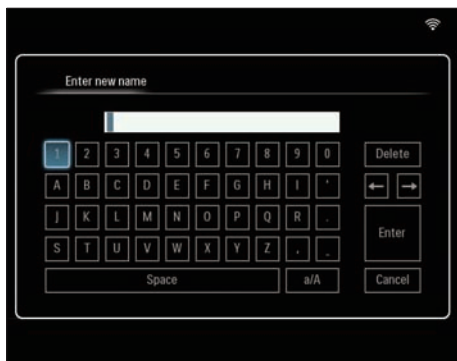 Enter new name
1 2 3 4 5 6 7 8 9 0 Delete
A B C D E F G H I ' ← →
J K L M N O P Q R .
Enter
S T U V W X Y Z , _
Space a/A Cancel